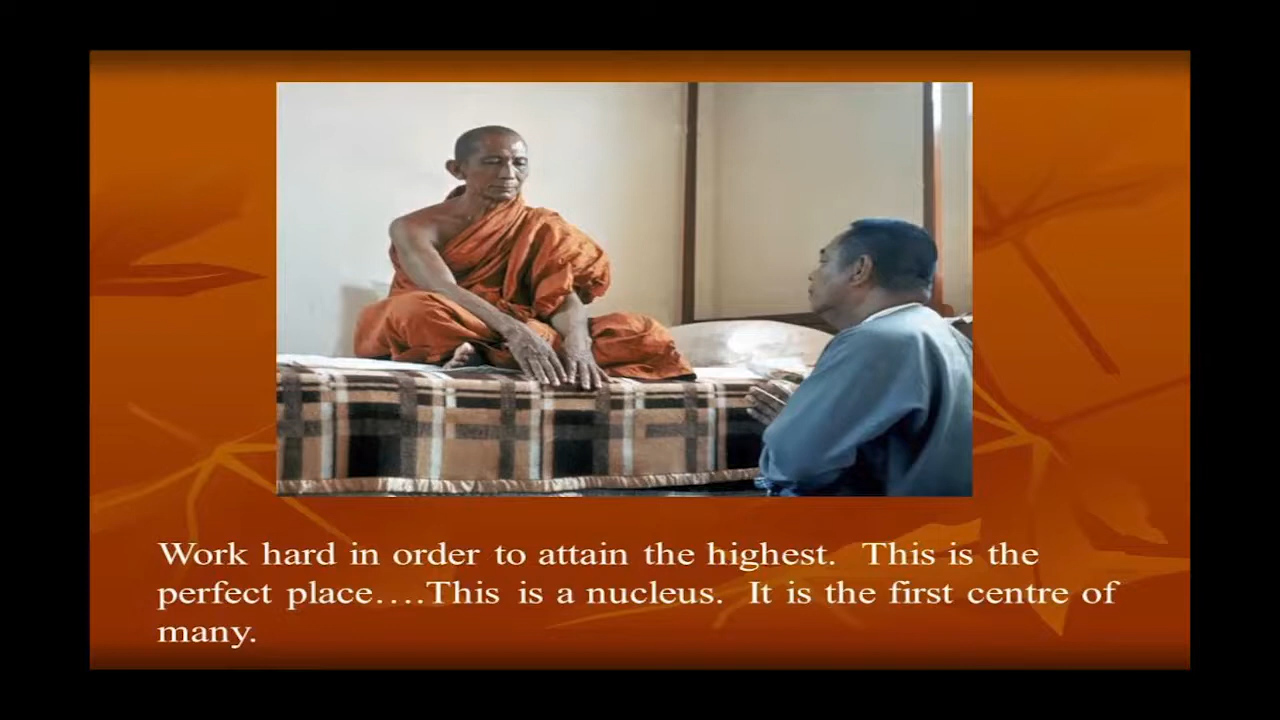 Work hard in order to attain the highest.  This is the
perfect place….This is a nucleus.  It is the first centre of
many.